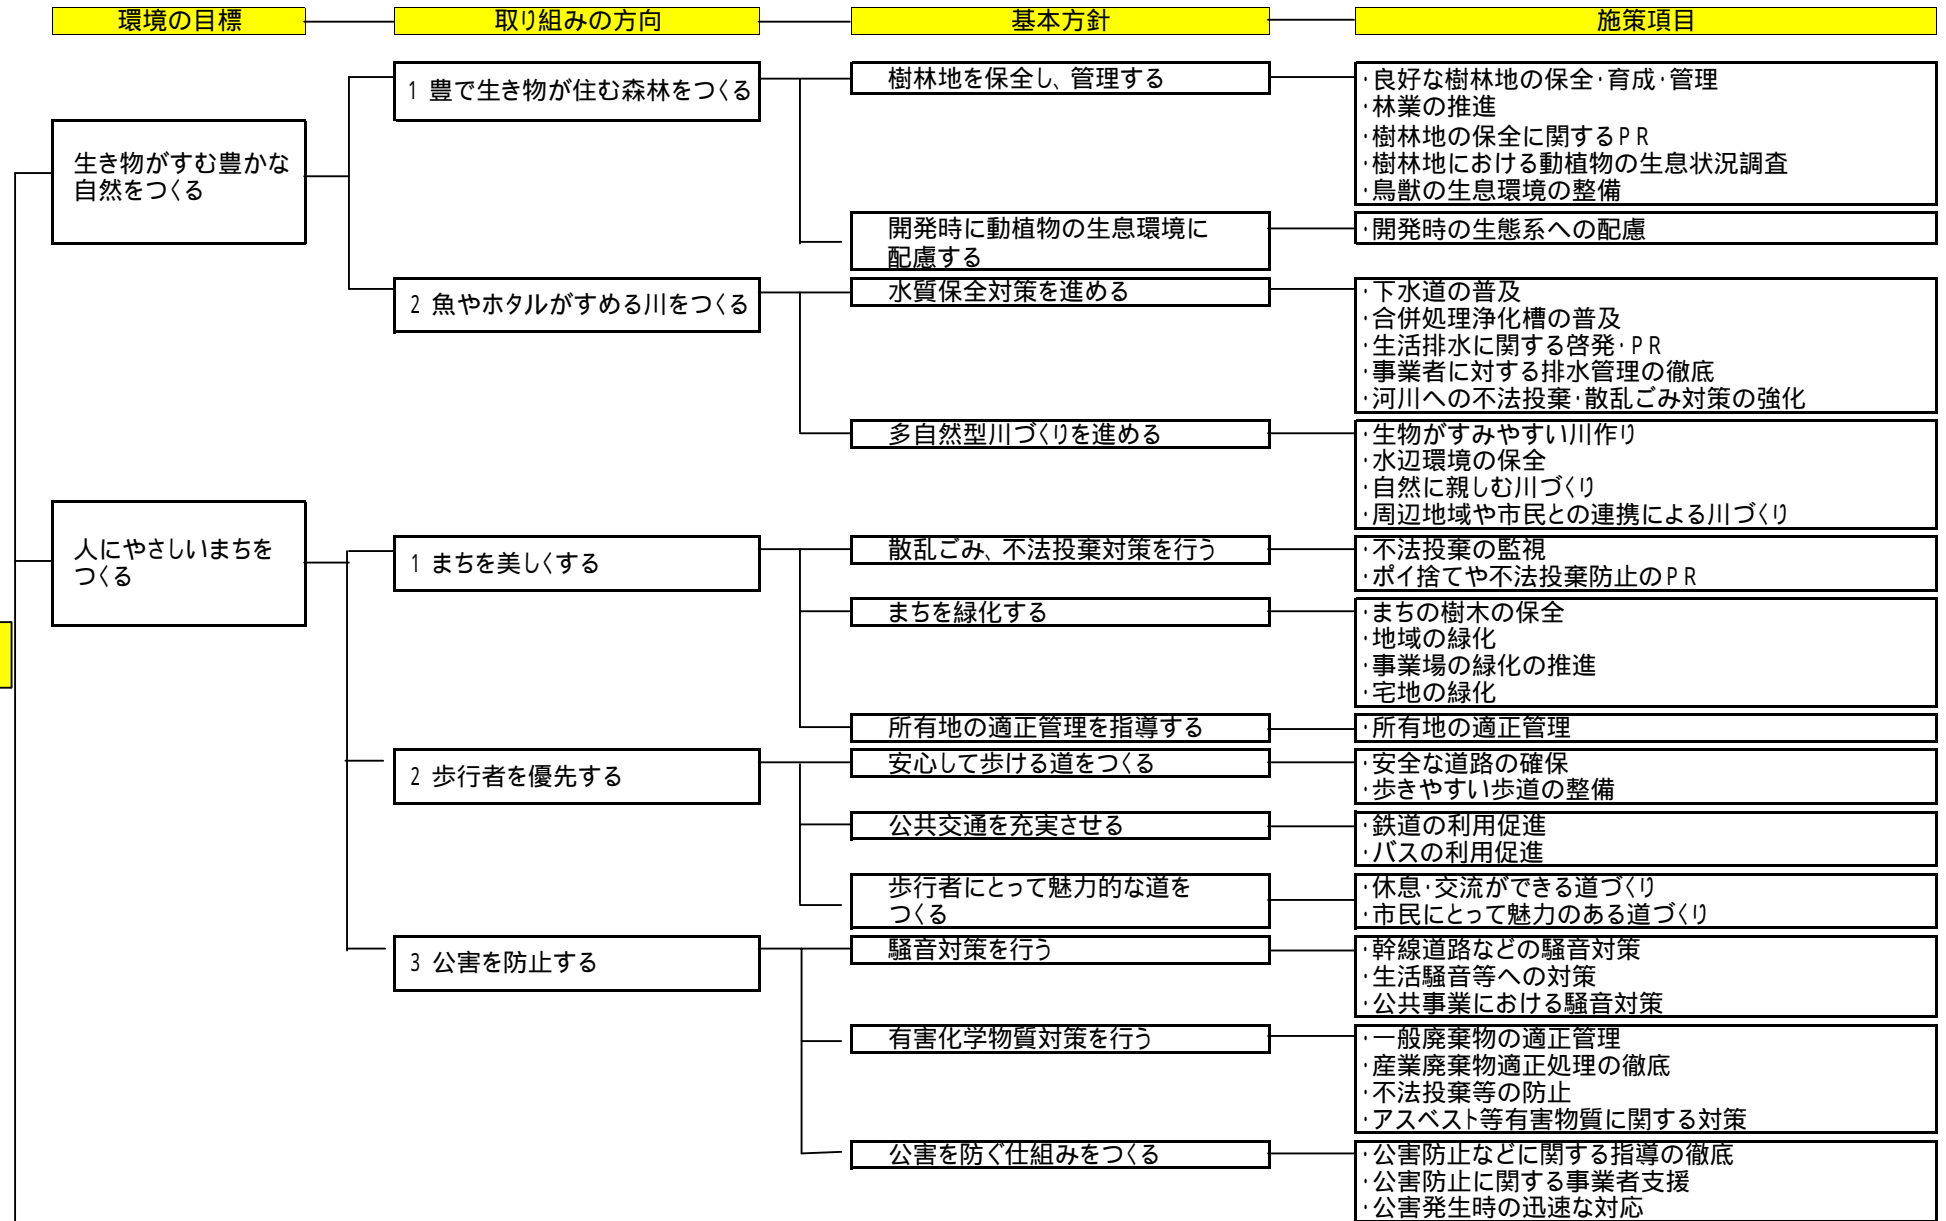 環境の目標
取り組みの方向
基本方針
施策項目
生き物がすむ豊かな
自然をつくる
1 豊で生き物が住む森林をつくる
樹林地を保全し、管理する
・良好な樹林地の保全・育成・管理
・林業の推進
・樹林地の保全に関するPR
・樹林地における動植物の生息状況調査
・鳥獣の生息環境の整備
開発時に動植物の生息環境に
配慮する
・開発時の生態系への配慮
2 魚やホタルがすめる川をつくる
水質保全対策を進める
・下水道の普及
・合併処理浄化槽の普及
・生活排水に関する啓発・PR
・事業者に対する排水管理の徹底
・河川への不法投棄・散乱ごみ対策の強化
多自然型川づくりを進める
・生物がすみやすい川作り
・水辺環境の保全
・自然に親しむ川づくり
・周辺地域や市民との連携による川づくり
人にやさしいまちを
つくる
1 まちを美しくする
散乱ごみ、不法投棄対策を行う
・不法投棄の監視
・ポイ捨てや不法投棄防止のPR
まちを緑化する
・まちの樹木の保全
・地域の緑化
・事業場の緑化の推進
・宅地の緑化
所有地の適正管理を指導する
・所有地の適正管理
2 歩行者を優先する
安心して歩ける道をつくる
・安全な道路の確保
・歩きやすい歩道の整備
公共交通を充実させる
・鉄道の利用促進
・バスの利用促進
歩行者にとって魅力的な道を
つくる
・休息・交流ができる道づくり
・市民にとって魅力のある道づくり
3 公害を防止する
騒音対策を行う
・幹線道路などの騒音対策
・生活騒音等への対策
・公共事業における騒音対策
有害化学物質対策を行う
・一般廃棄物の適正管理
・産業廃棄物適正処理の徹底
・不法投棄等の防止
・アスベスト等有害物質に関する対策
公害を防ぐ仕組みをつくる
・公害防止などに関する指導の徹底
・公害防止に関する事業者支援
・公害発生時の迅速な対応